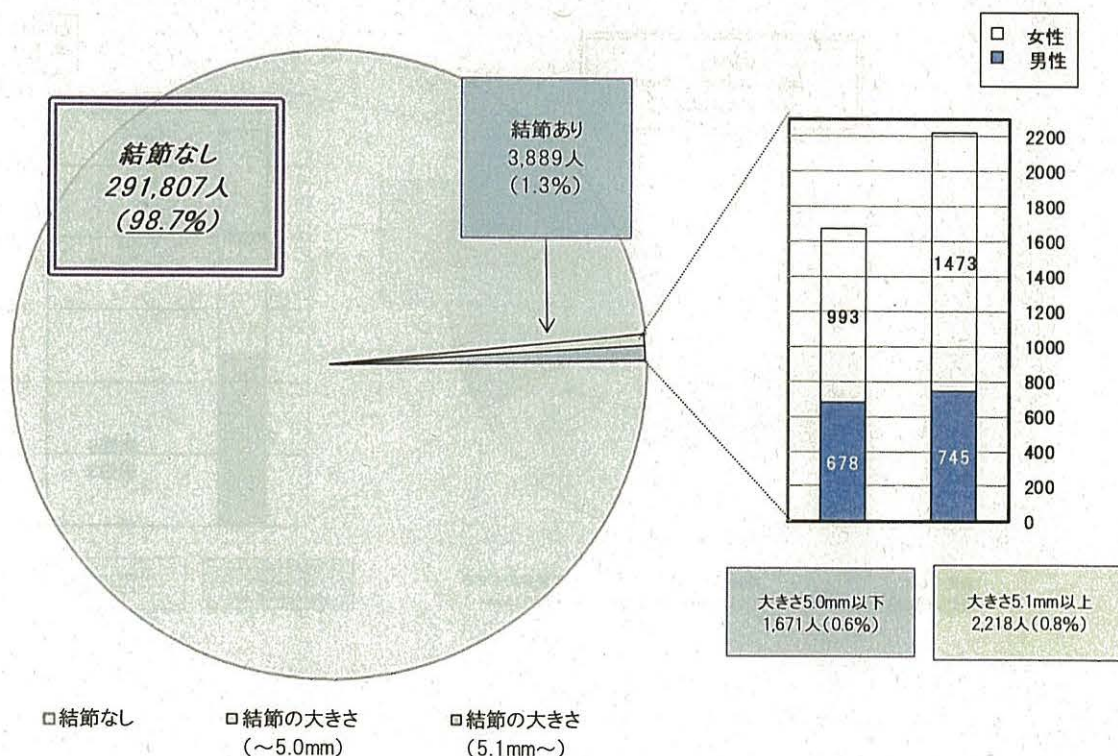 □ 女性
■ 男性
結節なし
291,807人
(98.7%)
結節あり
3,889人
(1.3%)
2200
2000
1800
1600
1400
1200
1000
800
600
400
200
0
1473
993
678
745
大きさ5.0mm以下
1,671人(0.6%)
大きさ5.1mm以上
2,218人(0.8%)
□結節なし
□結節の大きさ
(～5.0mm)
□結節の大きさ
(5.1mm～)